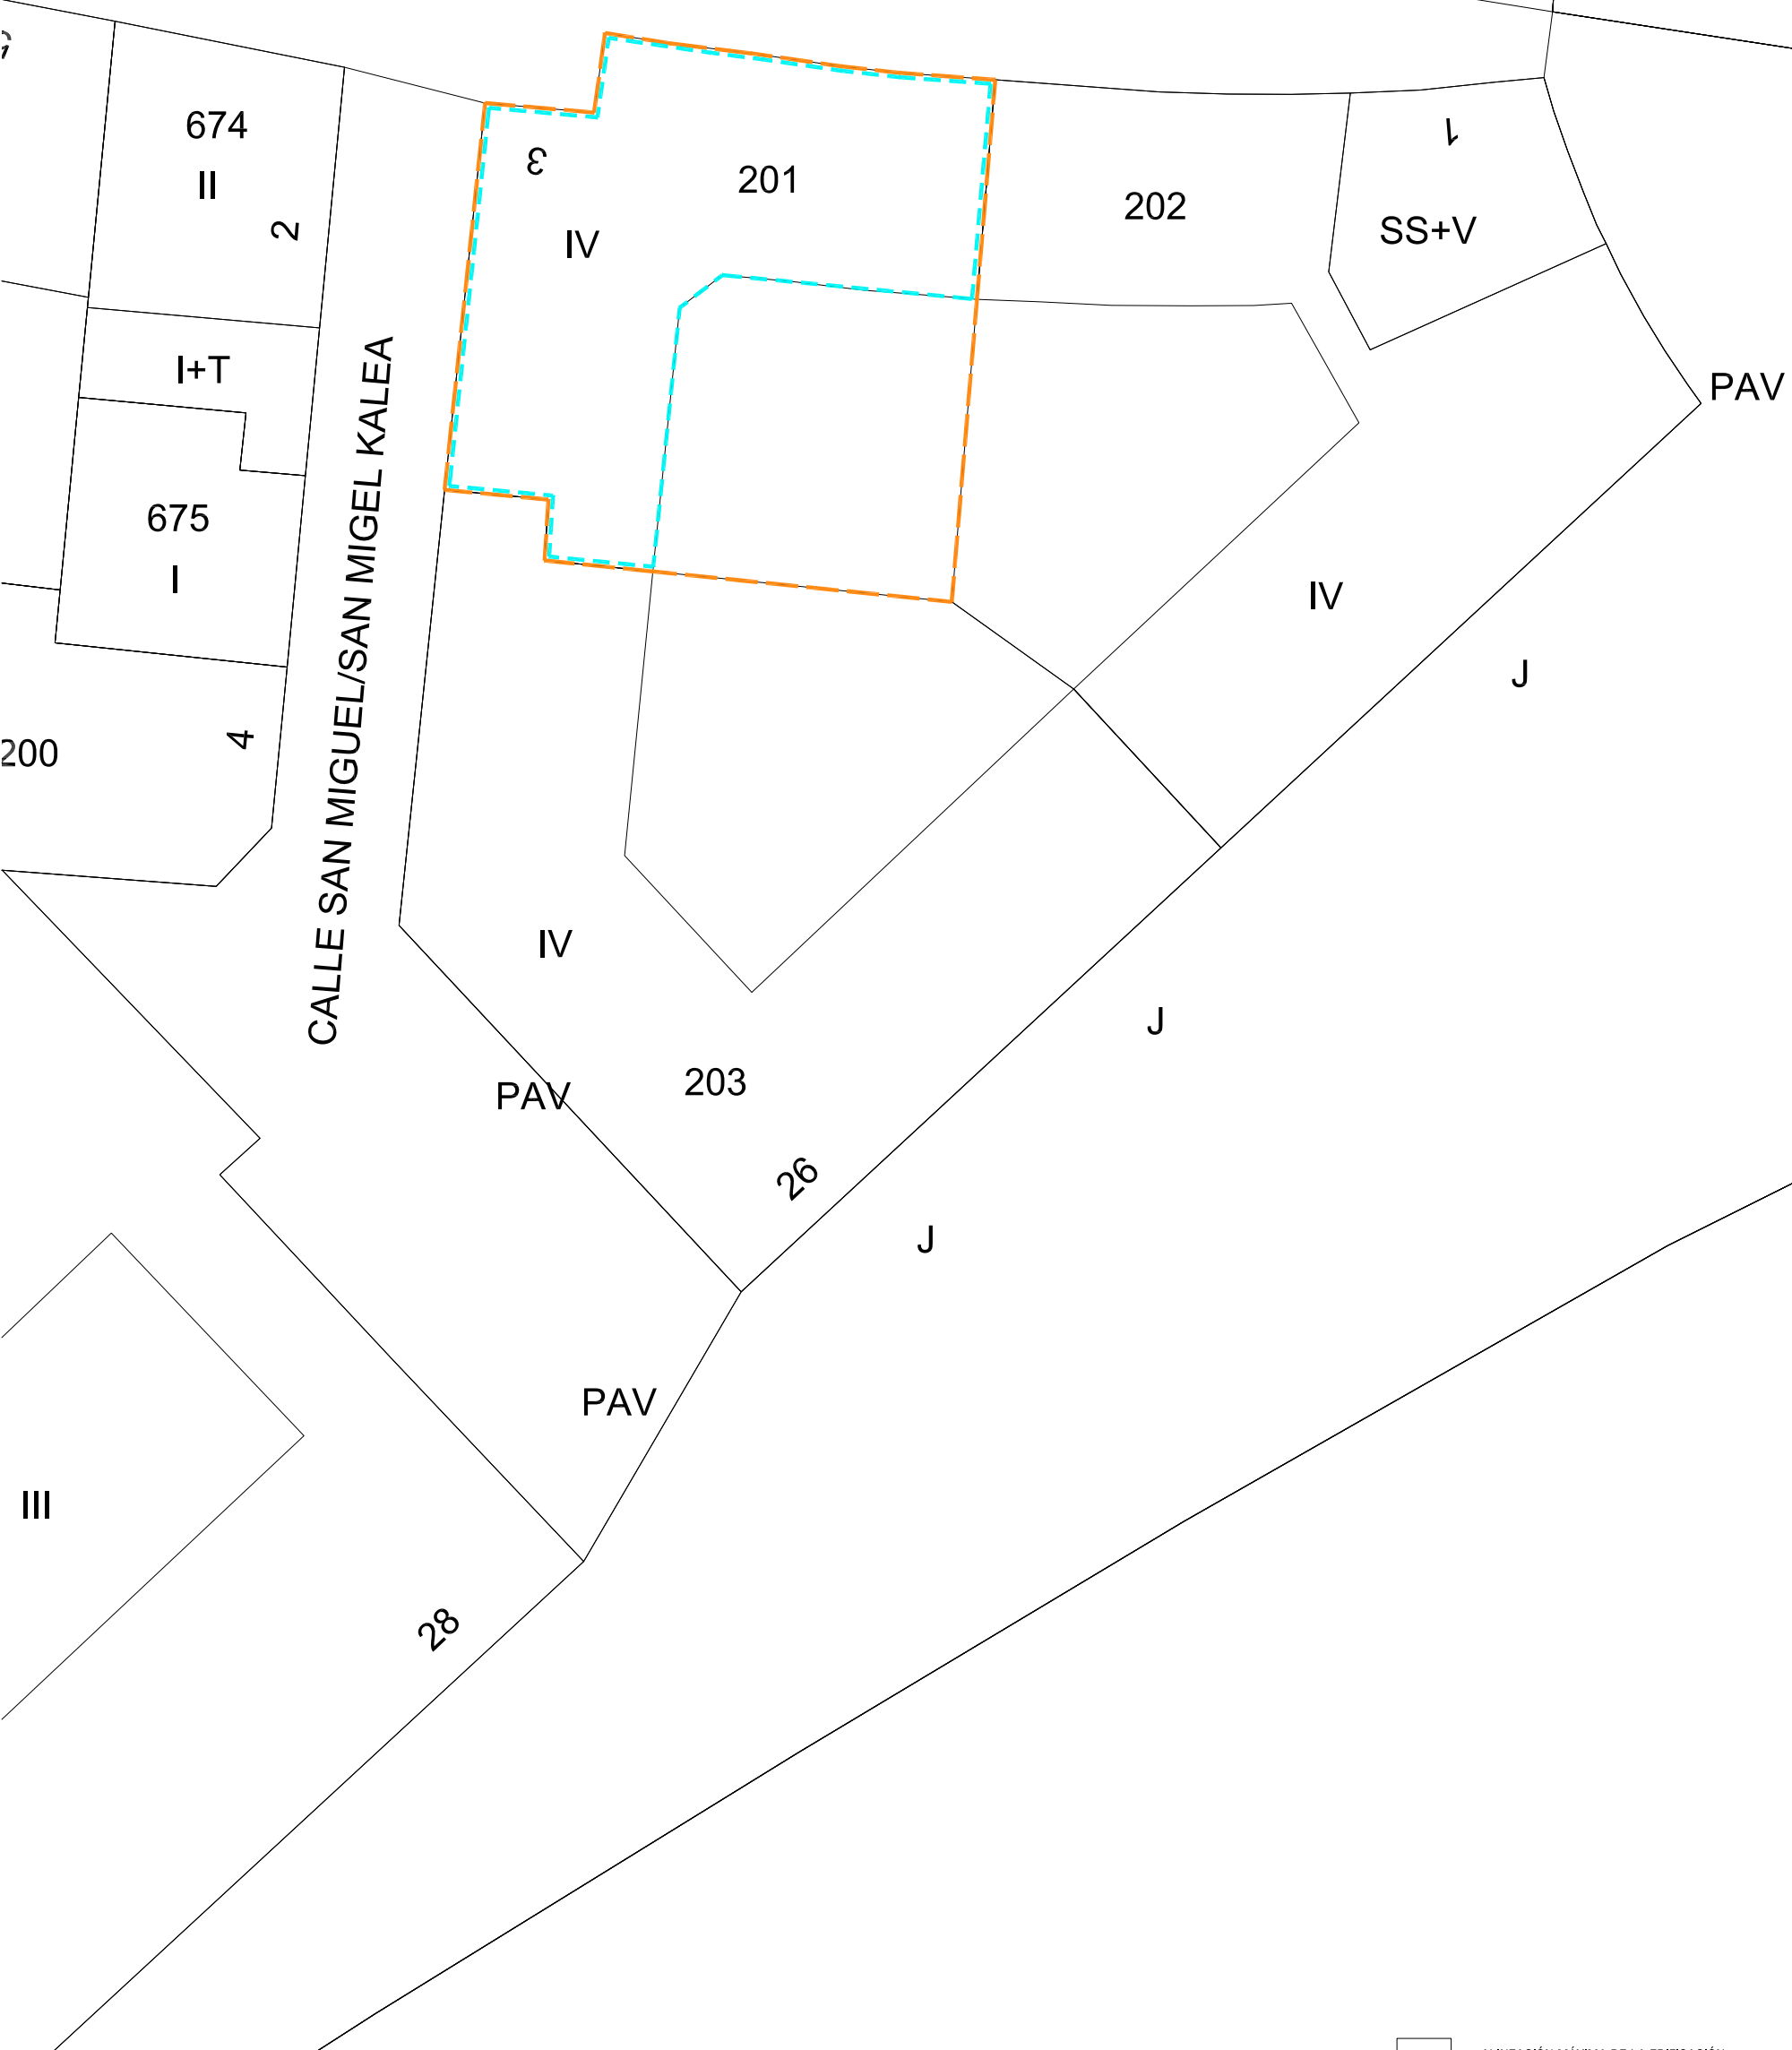 674
II
2
3
201
IV
202
1
SS+V
I+T
PAV
675
I
CALLE SAN MIGUEL/SAN MIGEL KALEA
IV
J
4
200
IV
J
203
PAV
26
J
PAV
III
28